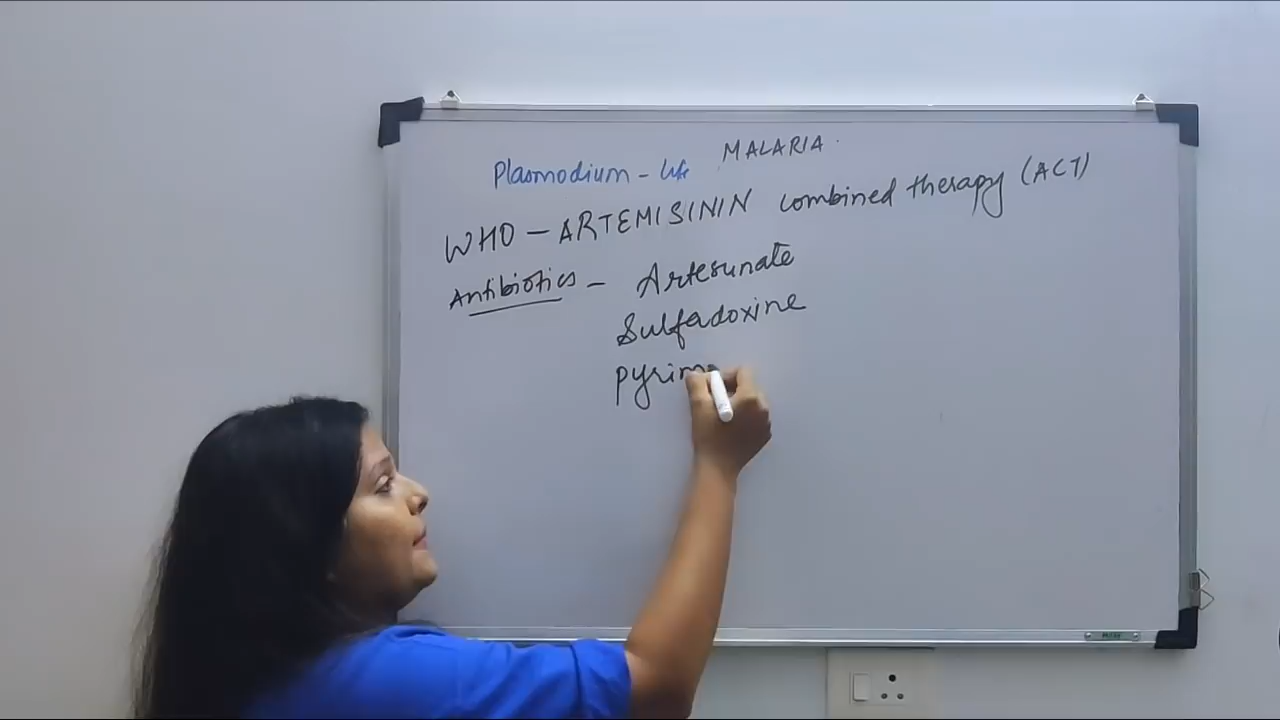 MALARIA
Plasmodium - life
WHO - ARTEMISININ combined therapy (ACT)
Antibiotics - Artesunate
Sulfadoxine
Pyrim